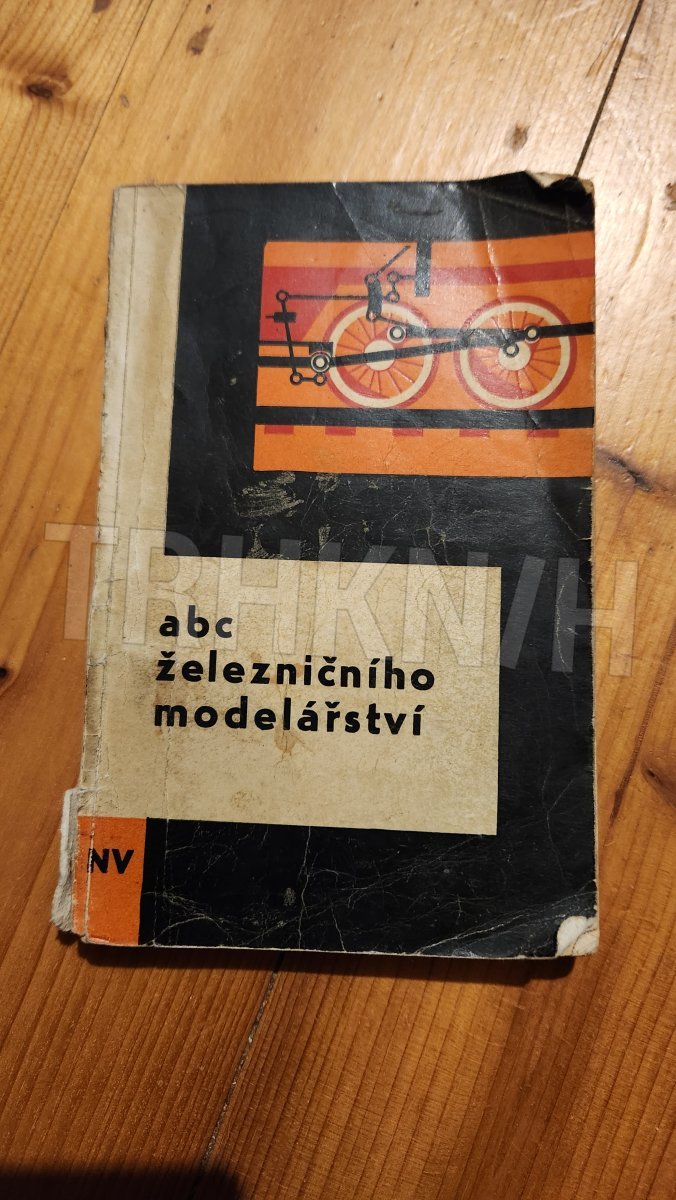 TRHKNIH
abc
železničního
modelářství
NV